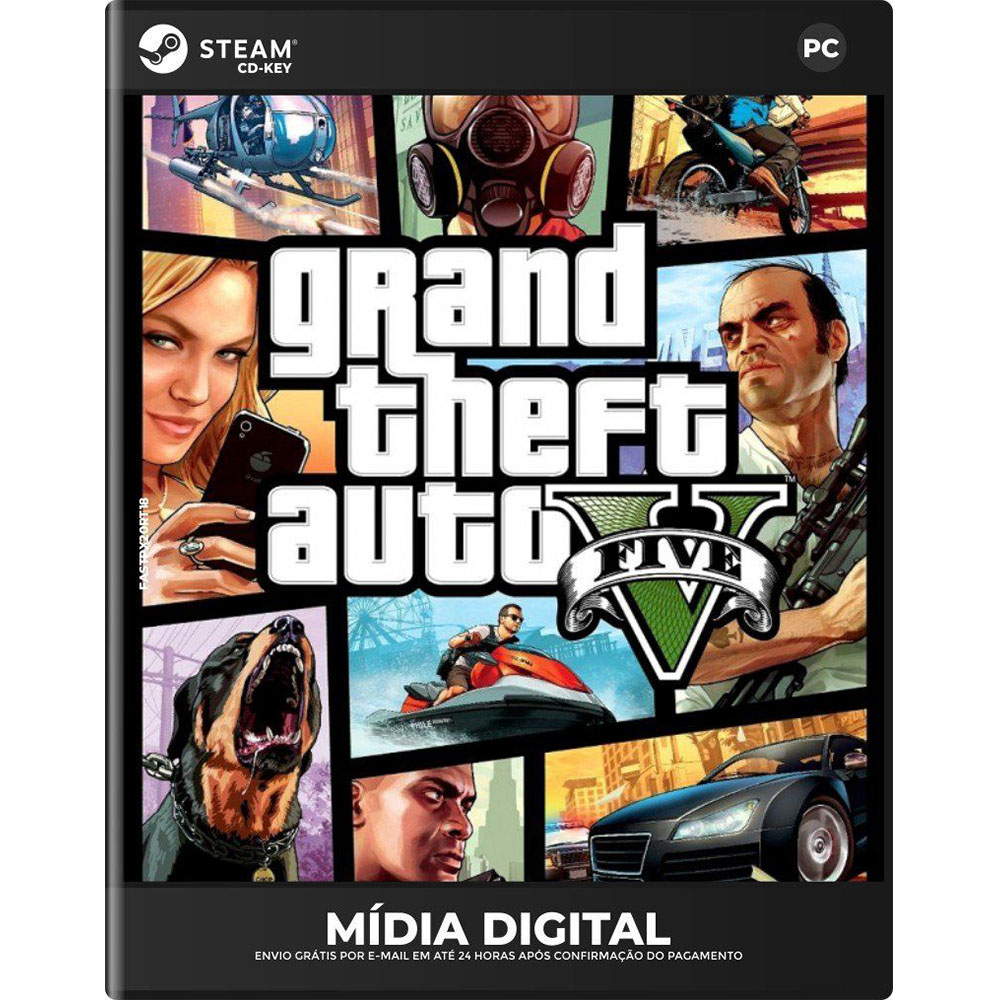 STEAM®
CD-KEY
PC
grand
theft
auto
V
FIVE
TM
MÍDIA DIGITAL
ENVIO GRÁTIS POR E-MAIL EM ATÉ 24 HORAS APÓS CONFIRMAÇÃO DO PAGAMENTO